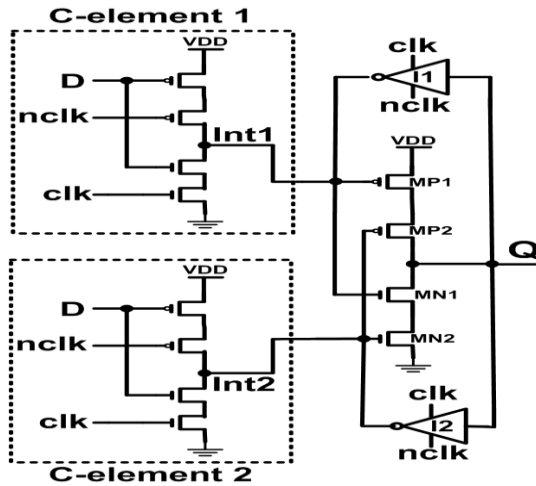 C-element 1
VDD
D
nclk
Int1
clk
clk
I1
nclk
VDD
MP1
MP2
Q
MN1
MN2
VDD
D
nclk
Int2
clk
clk
I2
nclk
C-element 2